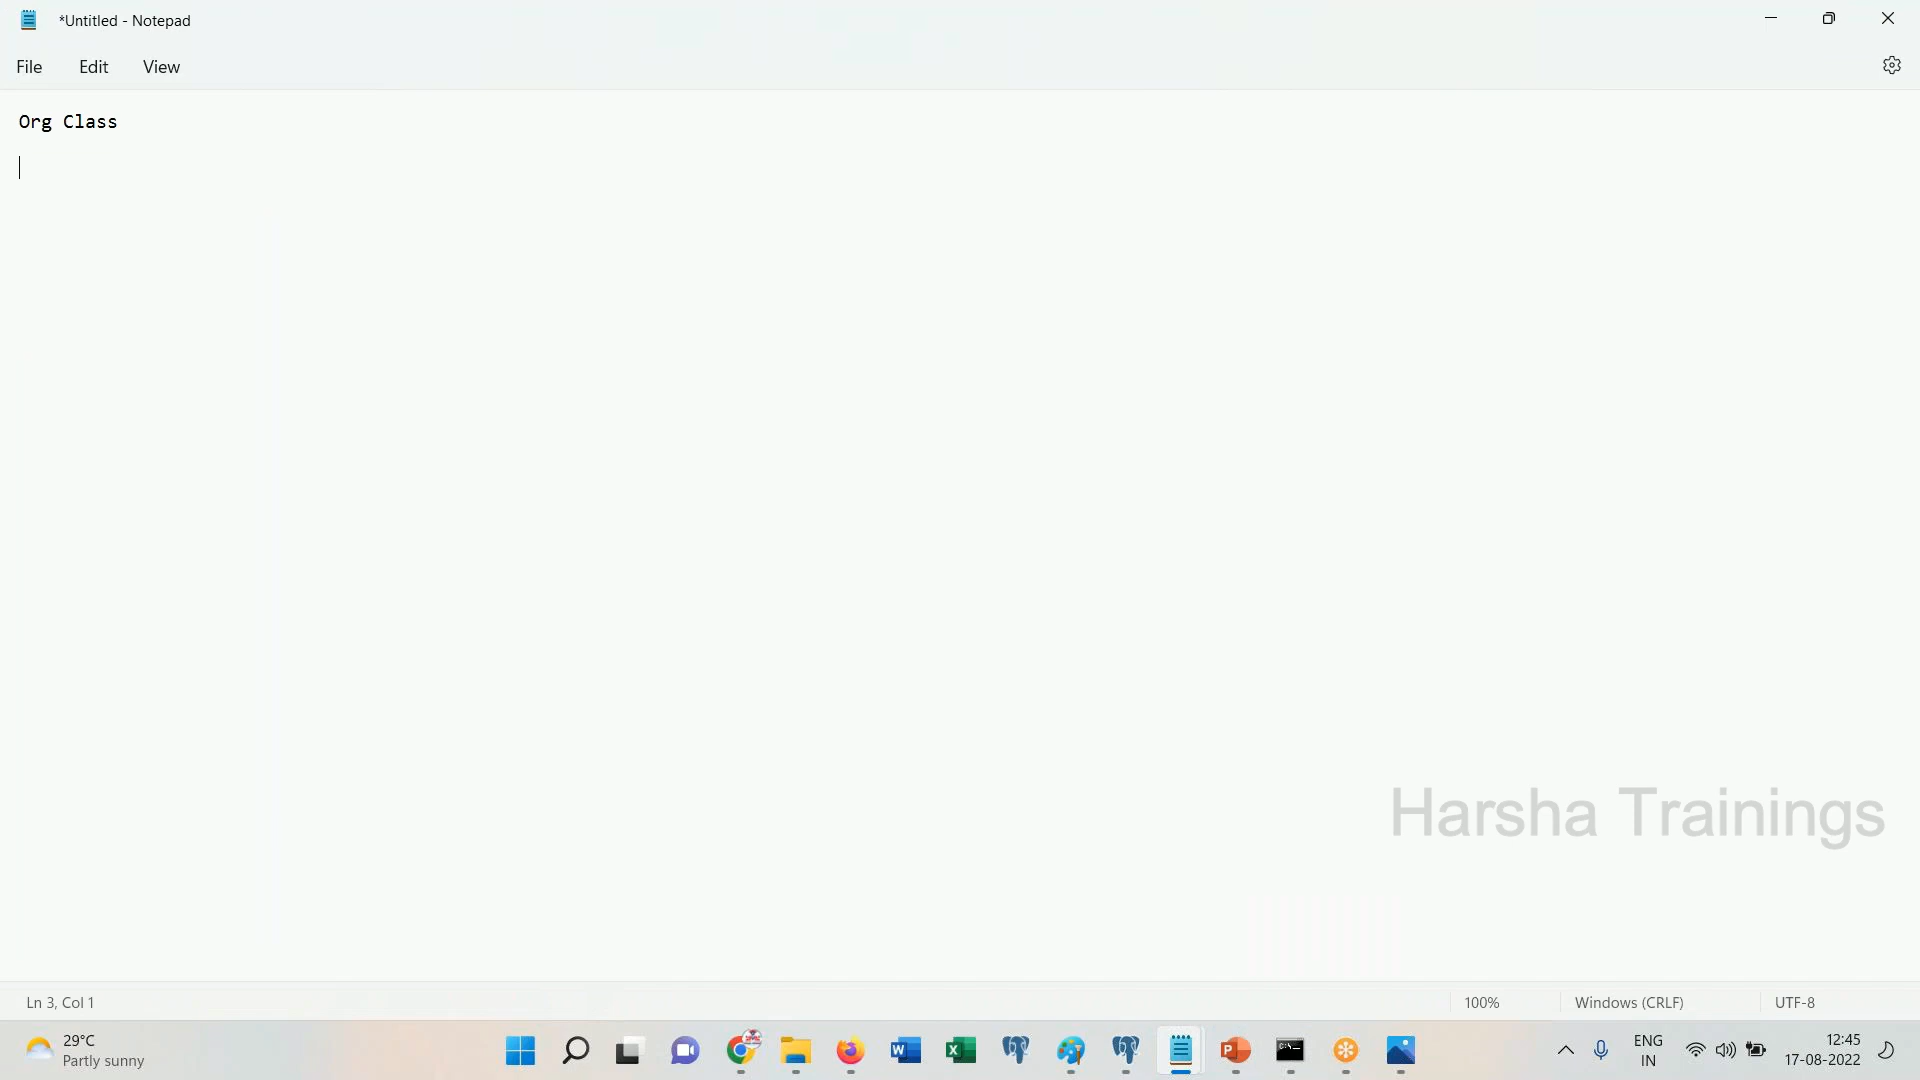 *Untitled - Notepad
File Edit View
Org Class
Harsha Trainings
Ln 3, Col 1 100% Windows (CRLF) UTF-8
29°C
Partly sunny
ENG
IN
12:45
17-08-2022